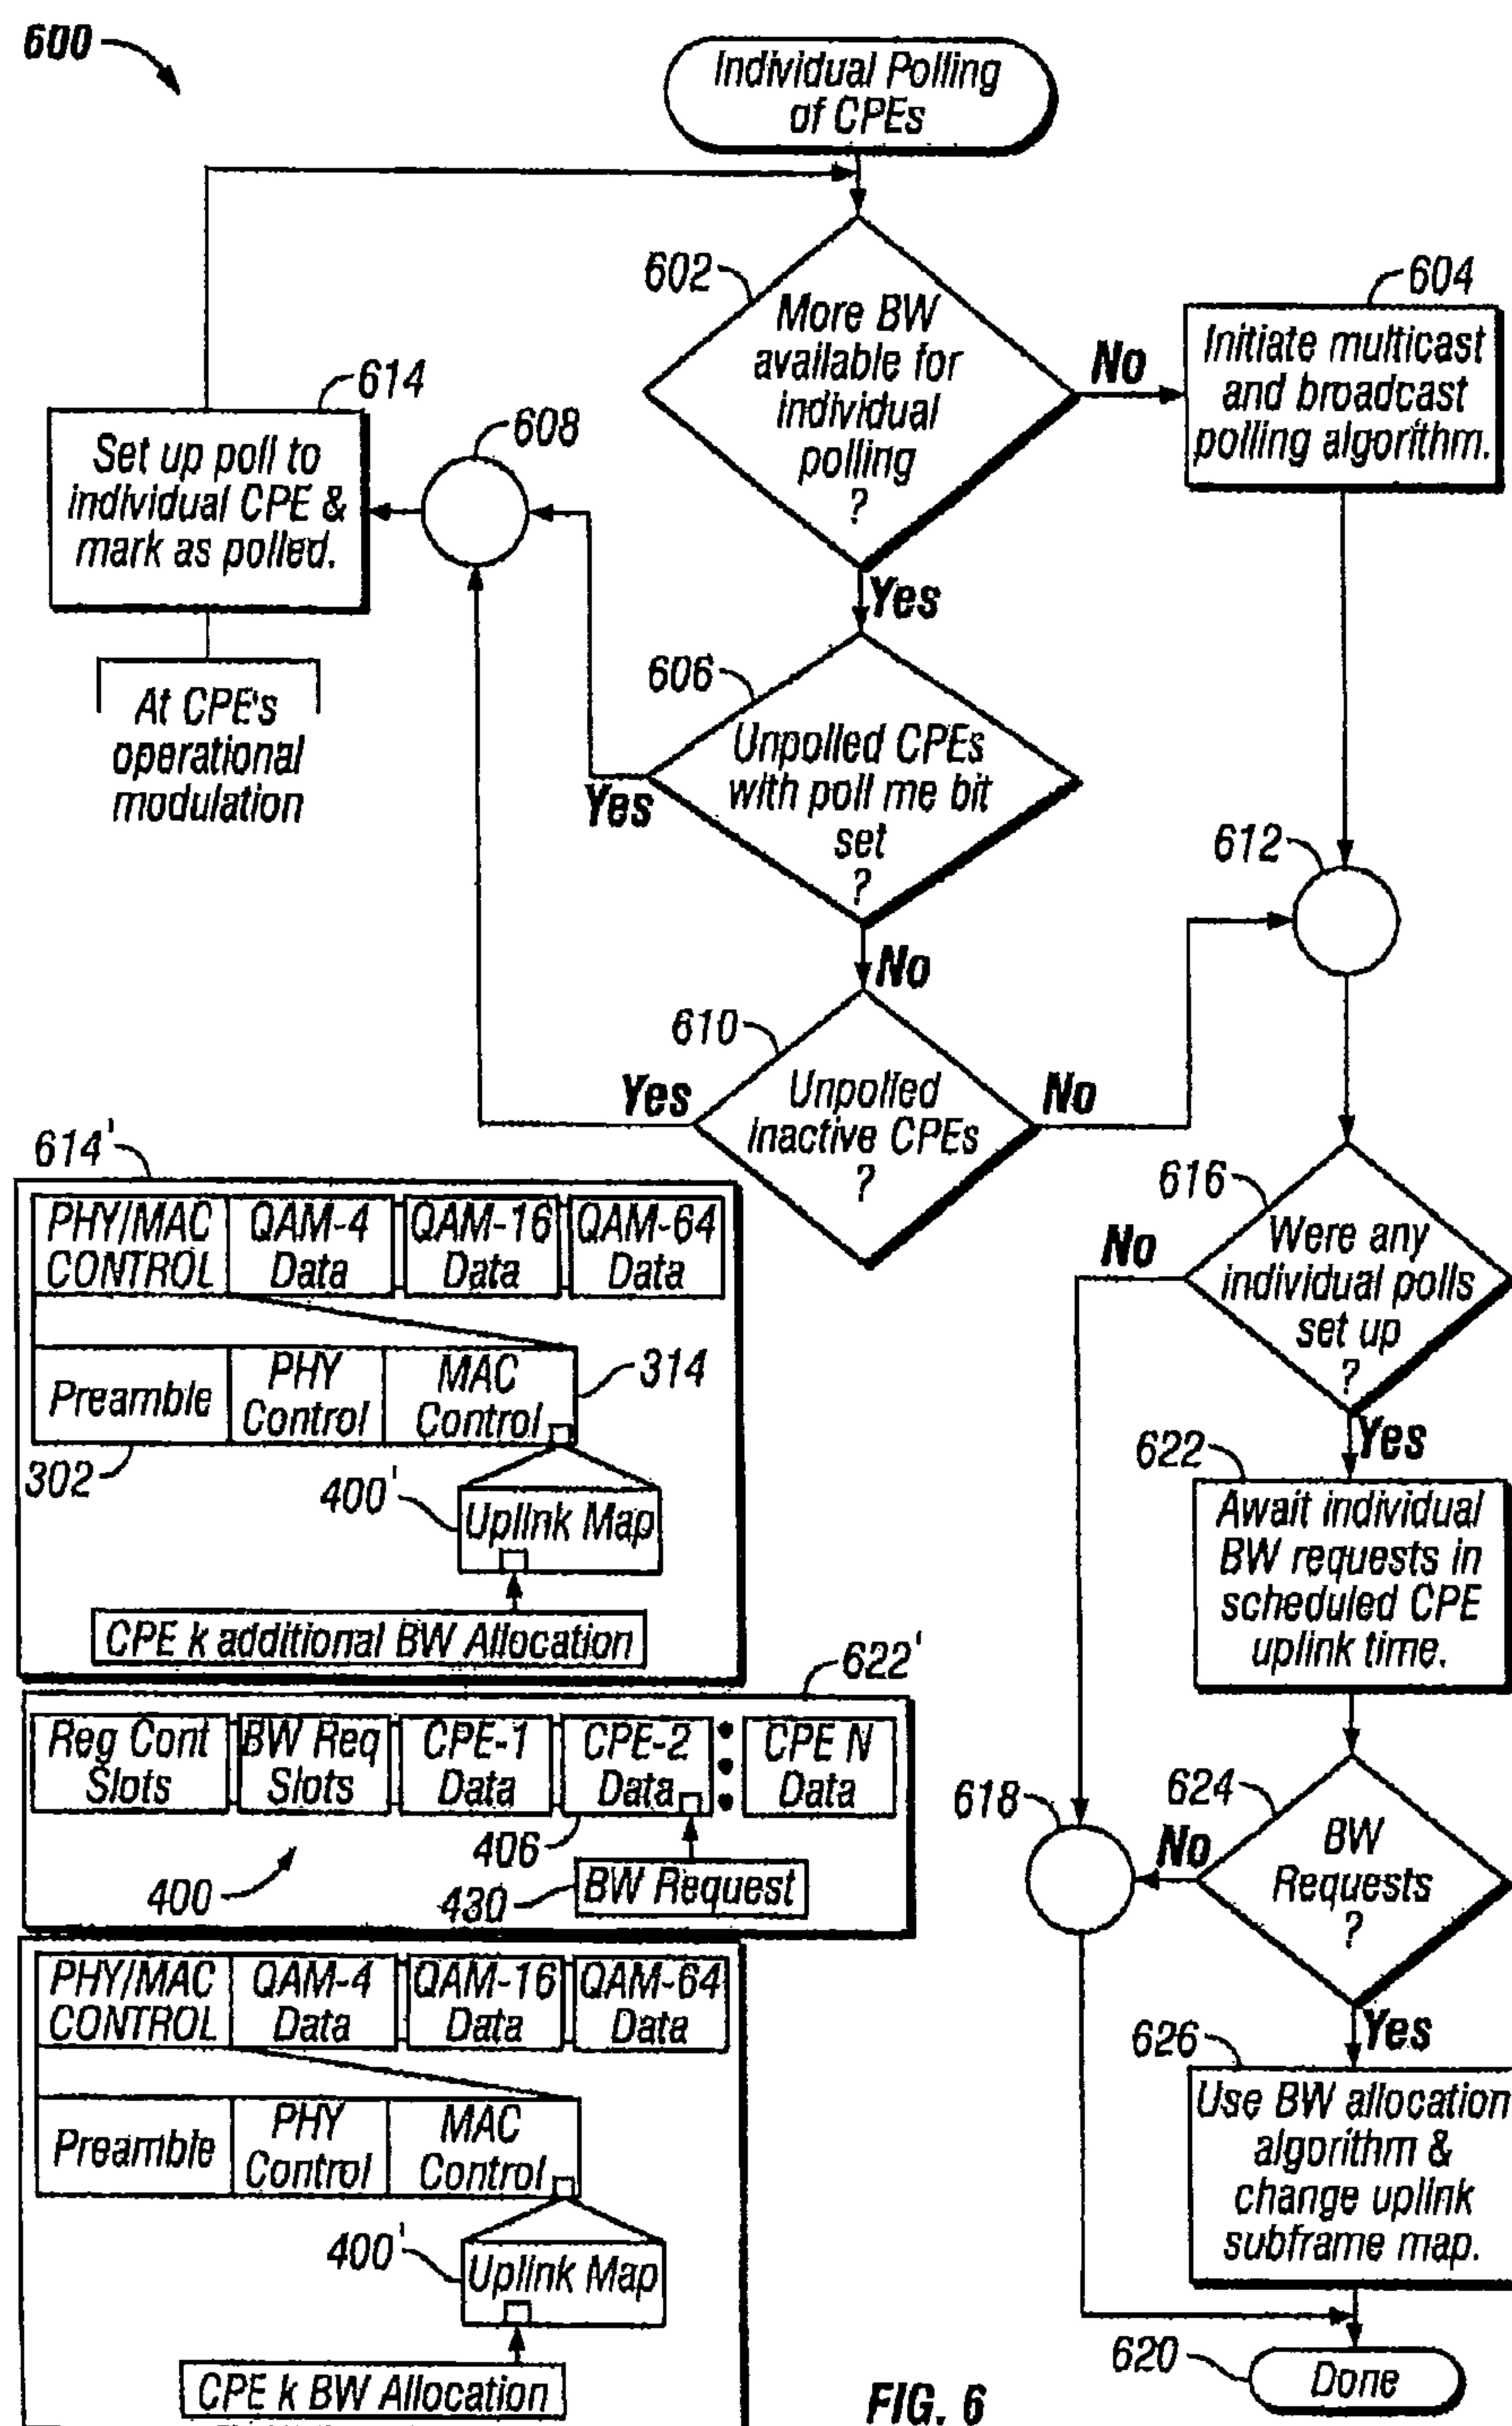 600
Individual Polling
of CPEs
602
More BW
available for
individual
polling
?
No
604
Initiate multicast
and broadcast
polling algorithm.
614
Set up poll to
individual CPE &
mark as polled.
608
Yes
At CPE's
operational
modulation
606
Unpolled CPEs
with poll me bit
set
?
Yes
No
612
610
Unpolled
Inactive CPEs
?
Yes
No
616
Were any
individual polls
set up
?
No
Yes
614'
PHY/MAC
CONTROL
QAM-4
Data
QAM-16
Data
QAM-64
Data
Preamble
PHY
Control
MAC
Control
314
302
400'
Uplink Map
CPE k additional BW Allocation
622
Await individual
BW requests in
scheduled CPE
uplink time.
622'
Reg Cont
Slots
BW Req
Slots
CPE-1
Data
CPE-2
Data
CPE N
Data
406
400
430
BW Request
618
624
BW
Requests
?
No
Yes
PHY/MAC
CONTROL
QAM-4
Data
QAM-16
Data
QAM-64
Data
Preamble
PHY
Control
MAC
Control
400'
Uplink Map
CPE k BW Allocation
626
Use BW allocation
algorithm &
change uplink
subframe map.
620
Done
FIG. 6